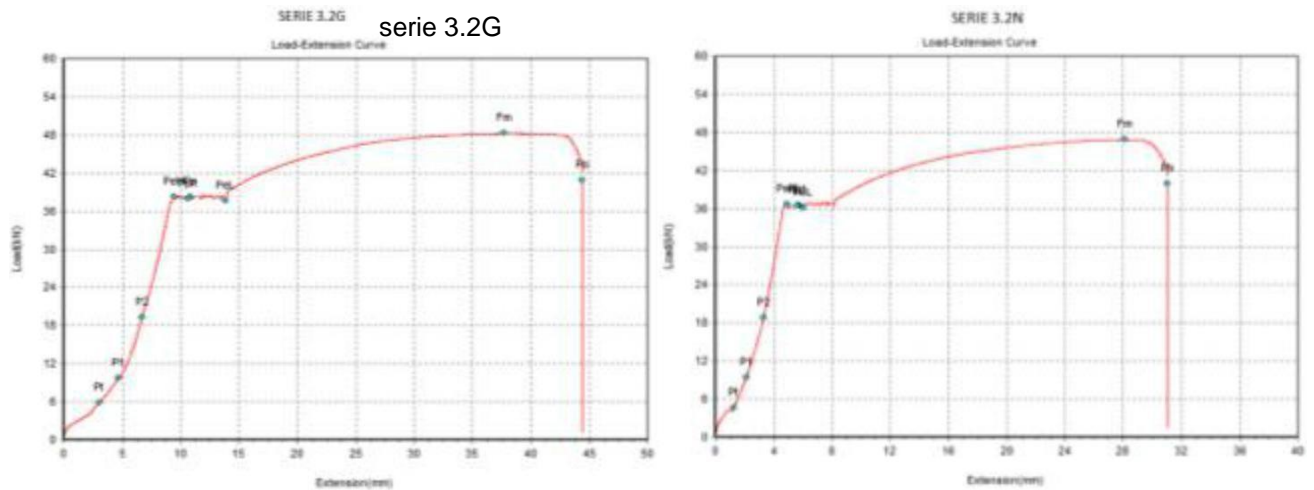 SERIE 3.2G
serie 3.2G
Load-Extension Curve
60
54
48
42
36
30
24
18
12
6
0
Load(kN)
Pt
P1
P2
PeL
Fm
0 5 10 15 20 25 30 35 40 45 50
Extension(mm)
SERIE 3.2N
Load-Extension Curve
60
54
48
42
36
30
24
18
12
6
0
Load(kN)
Pt
P1
P2
Fm
0 4 8 12 16 20 24 28 32 36 40
Extension(mm)